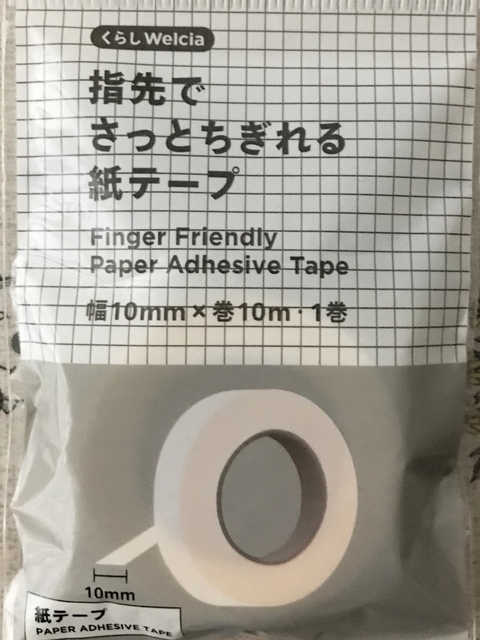 くらしWelcia
指先で
さっとちぎれる
紙テープ
Finger Friendly
Paper Adhesive Tape
幅10mm×巻10m・1巻
10mm
紙テープ
PAPER ADHESIVE TAPE